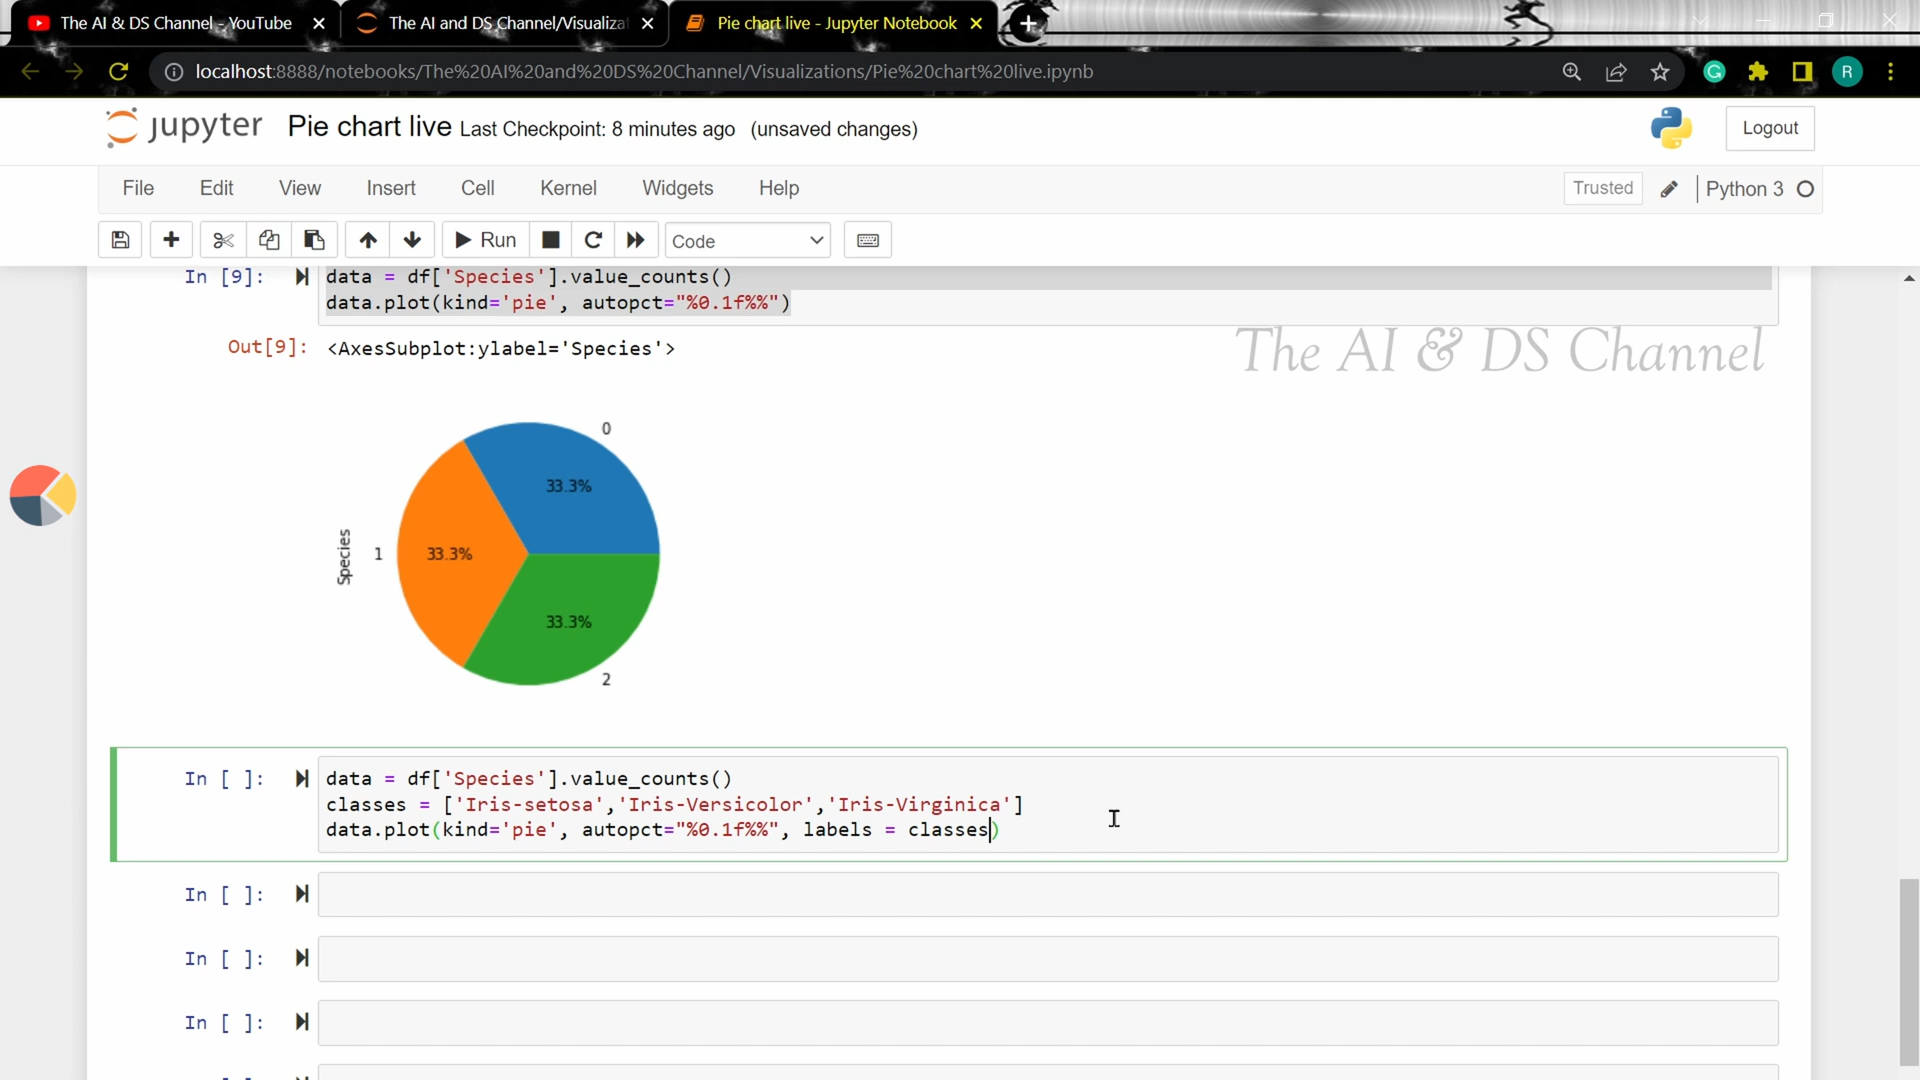 The AI & DS Channel - YouTube
The AI and DS Channel/Visualiza
Pie chart live - Jupyter Notebook
localhost:8888/notebooks/The%20AI%20and%20DS%20Channel/Visualizations/Pie%20chart%20live.ipynb
R
jupyter Pie chart live Last Checkpoint: 8 minutes ago (unsaved changes)
Logout
File Edit View Insert Cell Kernel Widgets Help
Trusted Python 3
Run Code
In [9]: data = df['Species'].value_counts()
data.plot(kind='pie', autopct="%0.1f%%")
Out[9]: <AxesSubplot:ylabel='Species'>
The AI & DS Channel
0
33.3%
Species 1 33.3%
33.3%
2
In [ ]: data = df['Species'].value_counts()
classes = ['Iris-setosa','Iris-Versicolor','Iris-Virginica']
data.plot(kind='pie', autopct="%0.1f%%", labels = classes)
In [ ]:
In [ ]:
In [ ]: